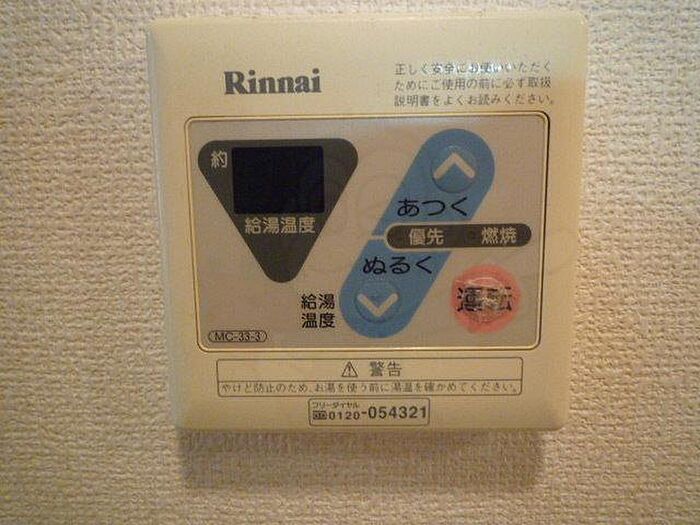 Rinnai
正しく安全にお使いいただく
ためにご使用の前に必ず取扱
説明書をよくお読みください。
約
給湯温度
あつく
優先 燃焼
ぬるく
給湯
温度
運転
MC-33-3
⚠ 警告
やけど防止のため、お湯を使う前に湯温を確かめてください。
フリーダイヤル
0120-054321